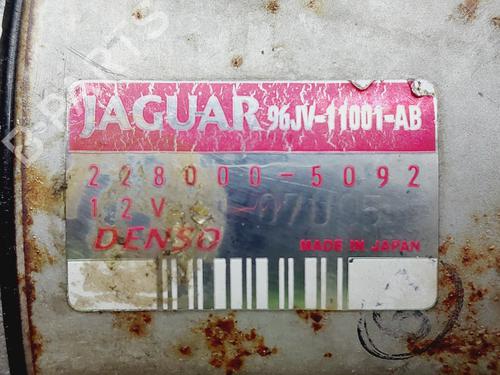 JAGUAR 96JV-11001-AB
228000-5092
12V
DENSO MADE IN JAPAN